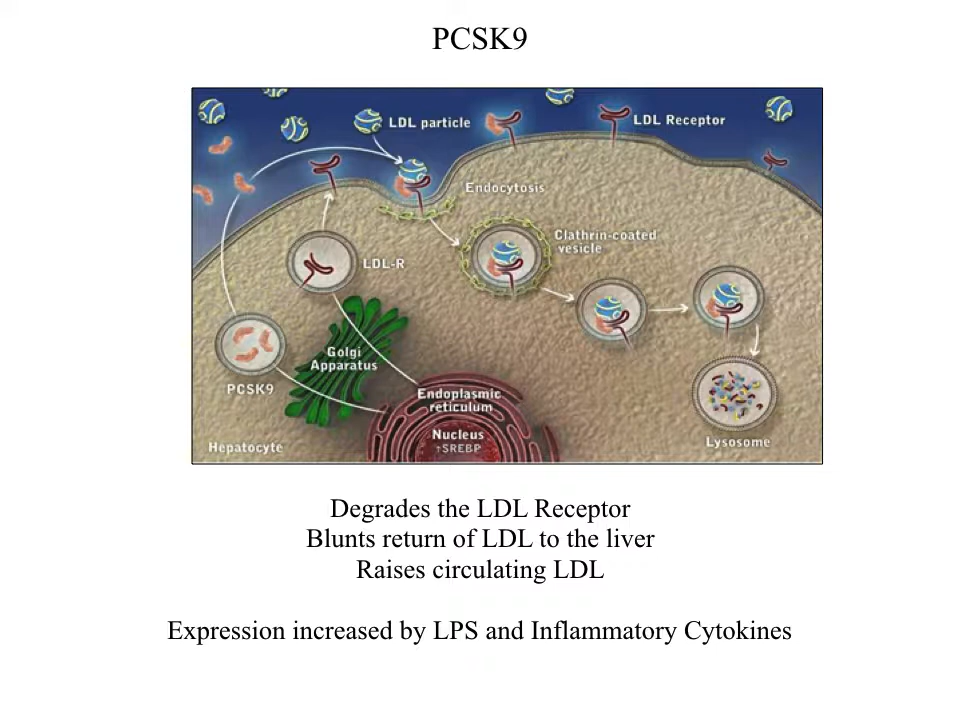 PCSK9
LDL particle
LDL Receptor
Endocytosis
Clathrin-coated
vesicle
LDL-R
Golgi
Apparatus
PCSK9
Endoplasmic
reticulum
Nucleus
↑SREBP
Hepatocyte
Lysosome
Degrades the LDL Receptor
Blunts return of LDL to the liver
Raises circulating LDL
Expression increased by LPS and Inflammatory Cytokines